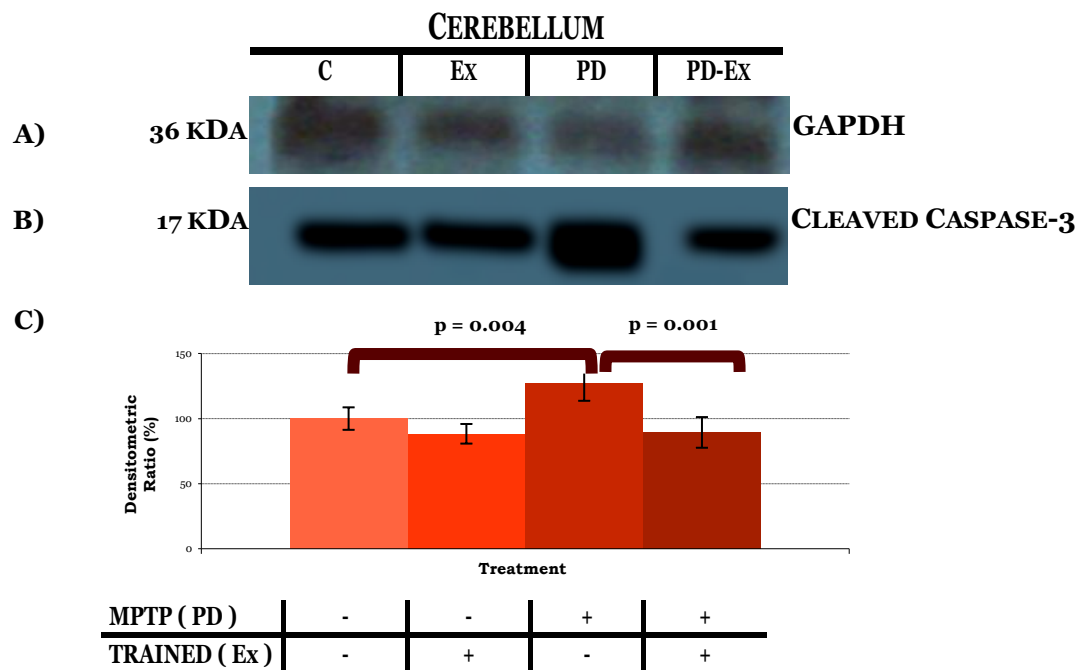 CEREBELLUM
C EX PD PD-EX
A) 36 KDA GAPDH
B) 17 KDA CLEAVED CASPASE-3
C)
p = 0.004 p = 0.001
150
100
50
0
Densitometric
Ratio (%)
Treatment
MPTP ( PD ) - - + +
TRAINED ( EX ) - + - +